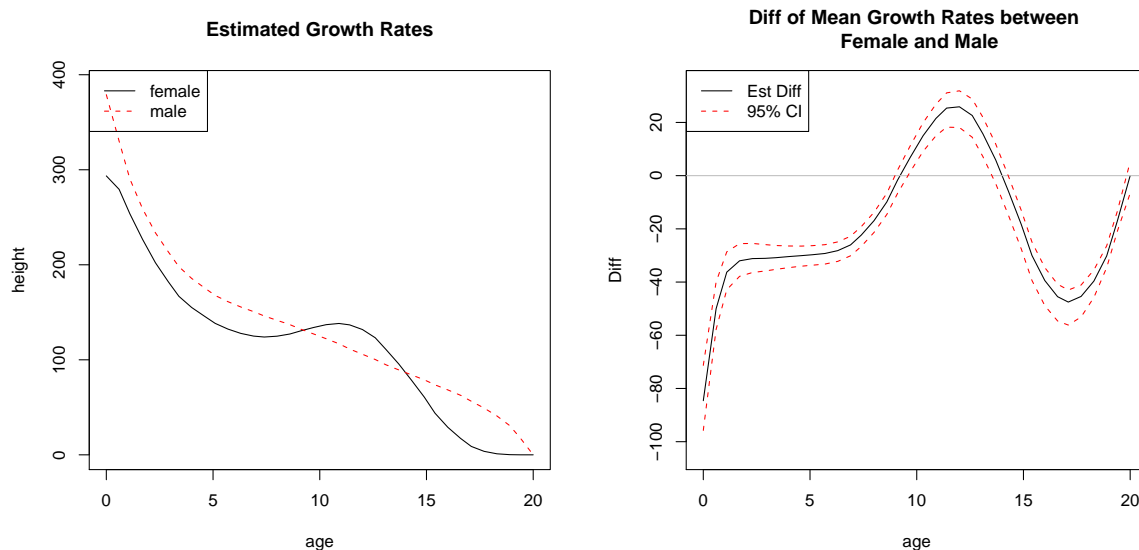 Estimated Growth Rates
female
male
400
300
200
100
0
height
0 5 10 15 20
age
Diff of Mean Growth Rates between
Female and Male
Est Diff
95% CI
20
0
−20
−40
−60
−80
−100
Diff
0 5 10 15 20
age